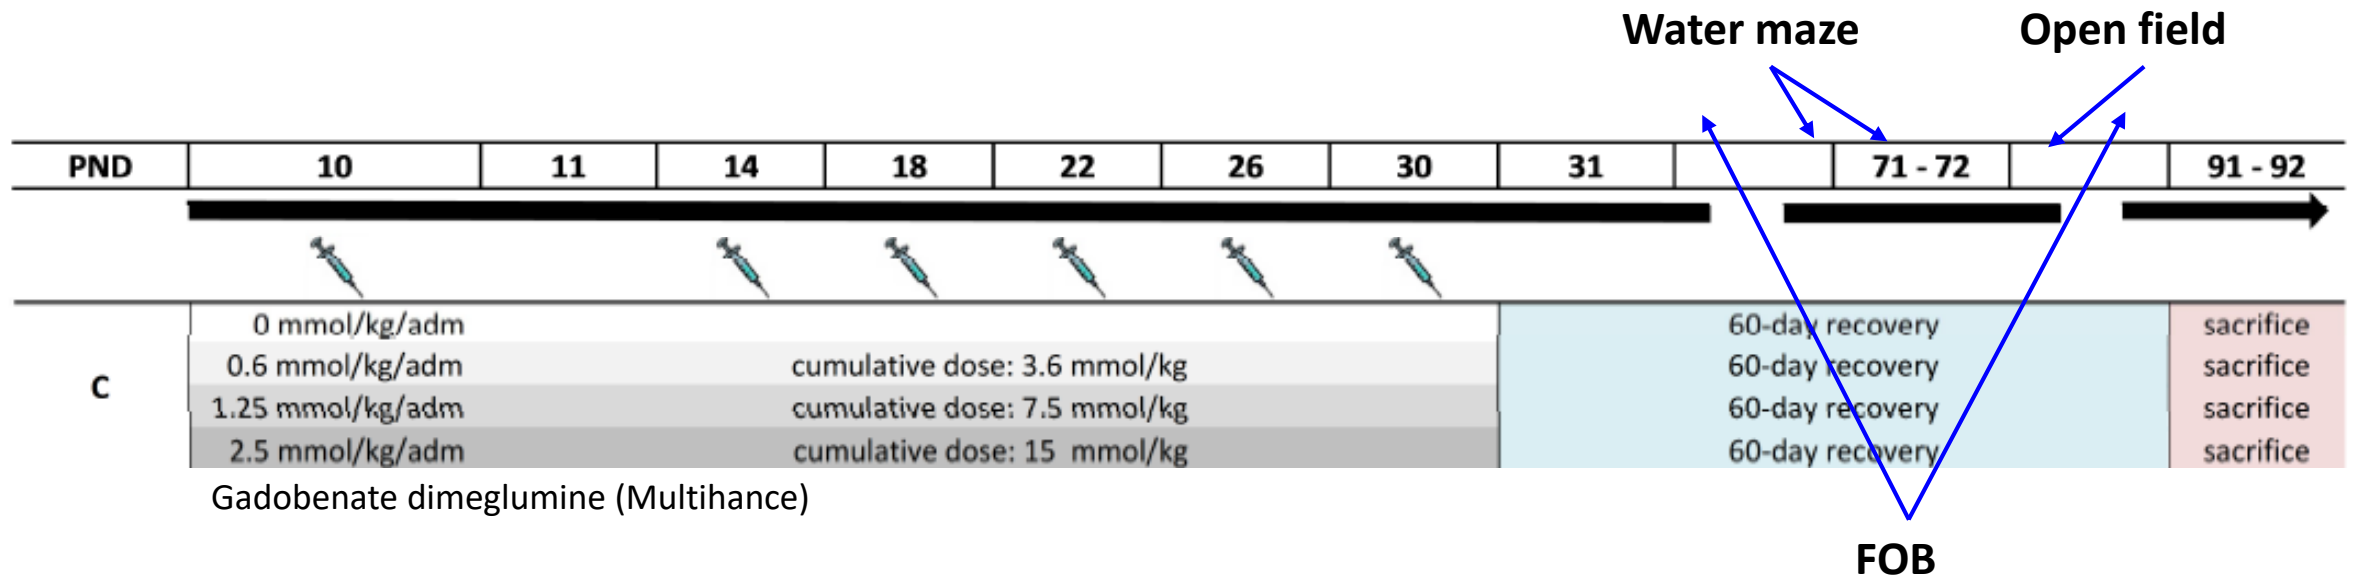 Water maze Open field
PND 10 11 14 18 22 26 30 31 71 - 72 91 - 92
0 mmol/kg/adm 60-day recovery sacrifice
0.6 mmol/kg/adm cumulative dose: 3.6 mmol/kg 60-day recovery sacrifice
C
1.25 mmol/kg/adm cumulative dose: 7.5 mmol/kg 60-day recovery sacrifice
2.5 mmol/kg/adm cumulative dose: 15 mmol/kg 60-day recovery sacrifice
Gadobenate dimeglumine (Multihance)
FOB